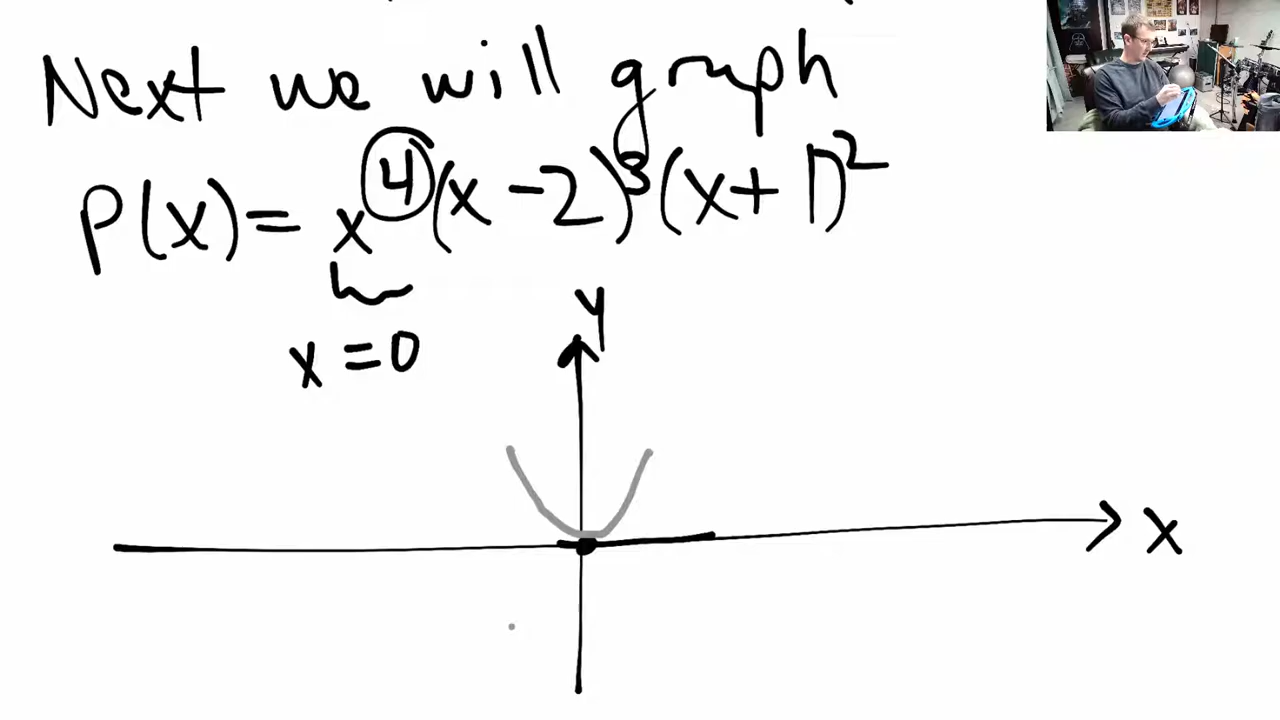 Next we will graph
P(x) = x⁴(x-2)³(x+1)²
x = 0
y
x